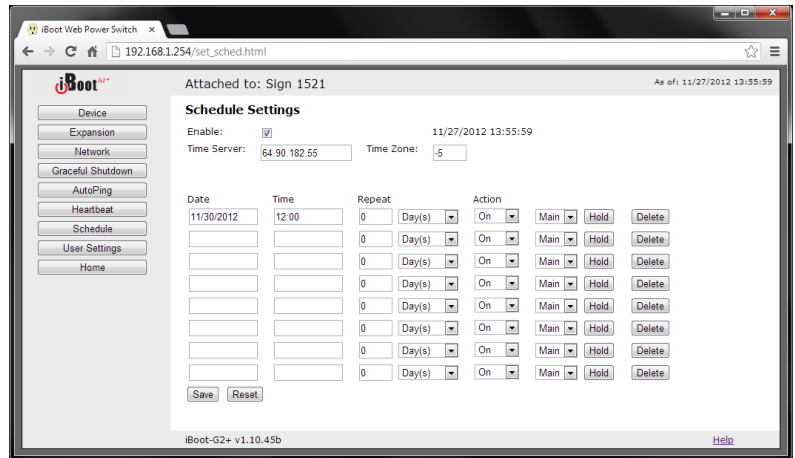 iBoot Web Power Switch
192.168.1.254/set_sched.html
iBoot G2+
Attached to: Sign 1521
As of: 11/27/2012 13:55:59
Device
Expansion
Network
Graceful Shutdown
AutoPing
Heartbeat
Schedule
User Settings
Home
Schedule Settings
Enable: 11/27/2012 13:55:59
Time Server: 64.90.182.55 Time Zone: -5
Date Time Repeat Action
11/30/2012 12:00 0 Day(s) On Main Hold Delete
0 Day(s) On Main Hold Delete
0 Day(s) On Main Hold Delete
0 Day(s) On Main Hold Delete
0 Day(s) On Main Hold Delete
0 Day(s) On Main Hold Delete
0 Day(s) On Main Hold Delete
0 Day(s) On Main Hold Delete
Save Reset
iBoot-G2+ v1.10.45b Help